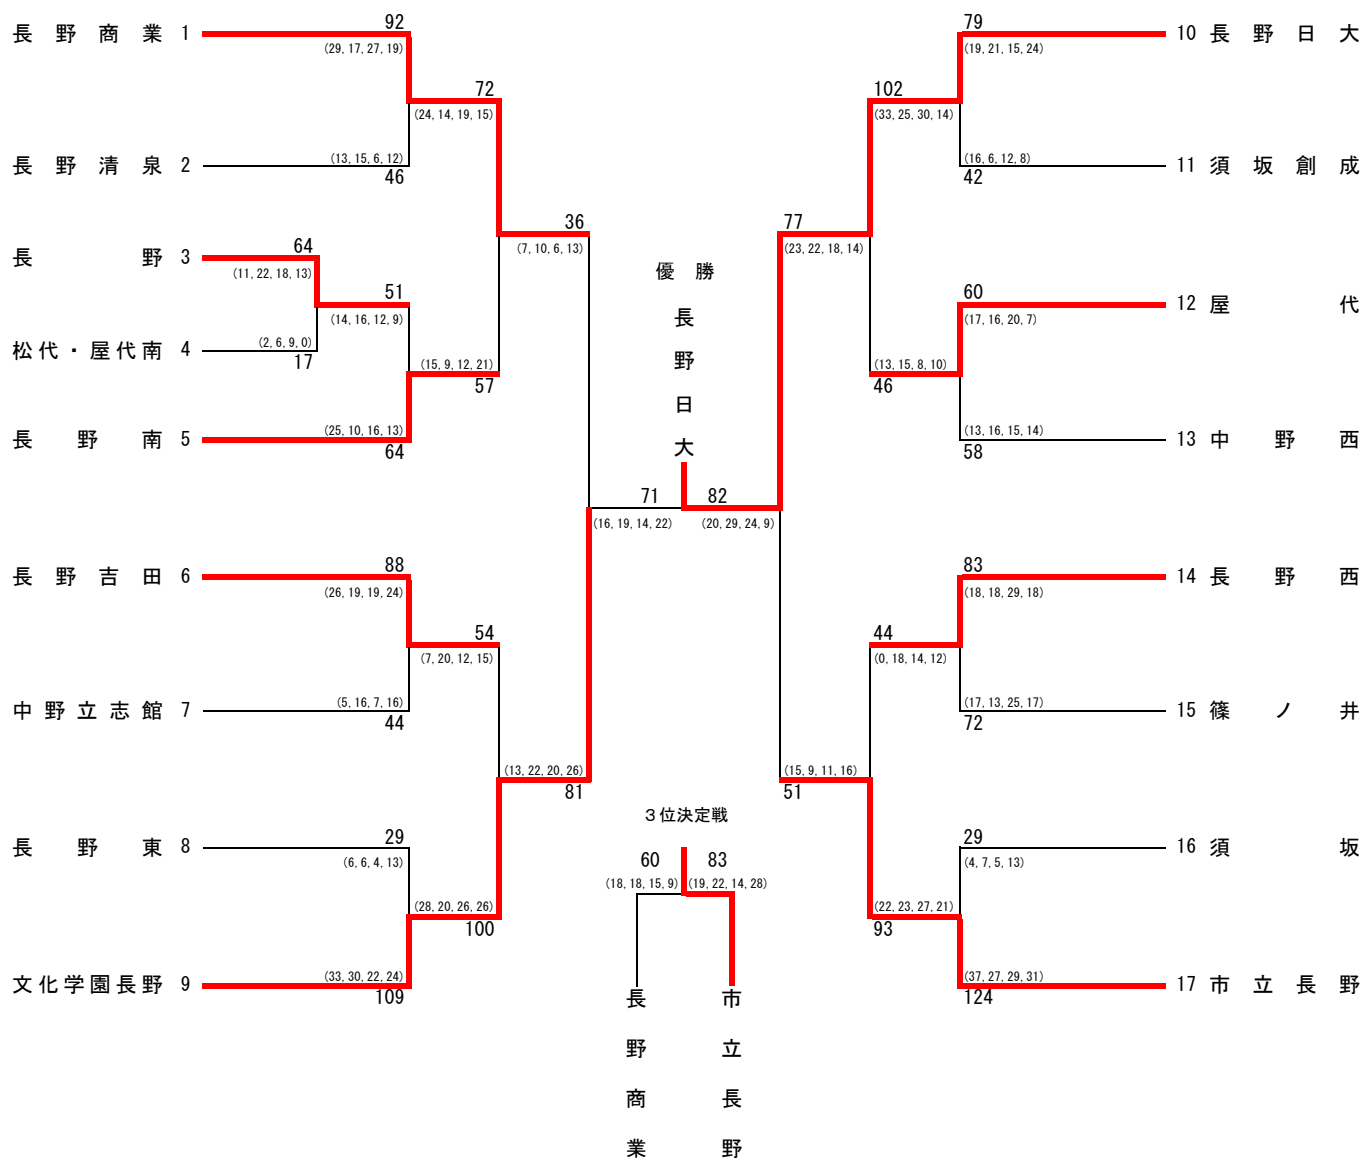 長野商業 1
92
(29, 17, 27, 19)
72
(24, 14, 19, 15)
長野清泉 2
(13, 15, 6, 12)
46
36
(7, 10, 6, 13)
長野 3
64
(11, 22, 18, 13)
51
(14, 16, 12, 9)
松代・屋代南 4
(2, 6, 9, 0)
17
(15, 9, 12, 21)
57
長野南 5
(25, 10, 16, 13)
64
長野吉田 6
88
(26, 19, 19, 24)
54
(7, 20, 12, 15)
中野立志館 7
(5, 16, 7, 16)
44
(13, 22, 20, 26)
81
長野東 8
29
(6, 6, 4, 13)
(28, 20, 26, 26)
100
文化学園長野 9
(33, 30, 22, 24)
109
優勝
長野日大
71
(16, 19, 14, 22)
82
(20, 29, 24, 9)
3位決定戦
60
(18, 18, 15, 9)
83
(19, 22, 14, 28)
長野商業
市立長野
79
(19, 21, 15, 24)
10 長野日大
102
(33, 25, 30, 14)
(16, 6, 12, 8)
42
11 須坂創成
77
(23, 22, 18, 14)
60
(17, 16, 20, 7)
12 屋代
(13, 15, 8, 10)
46
(13, 16, 15, 14)
58
13 中野西
83
(18, 18, 29, 18)
14 長野西
44
(0, 18, 14, 12)
(17, 13, 25, 17)
72
15 篠ノ井
(15, 9, 11, 16)
51
29
(4, 7, 5, 13)
16 須坂
(22, 23, 27, 21)
93
(37, 27, 29, 31)
124
17 市立長野